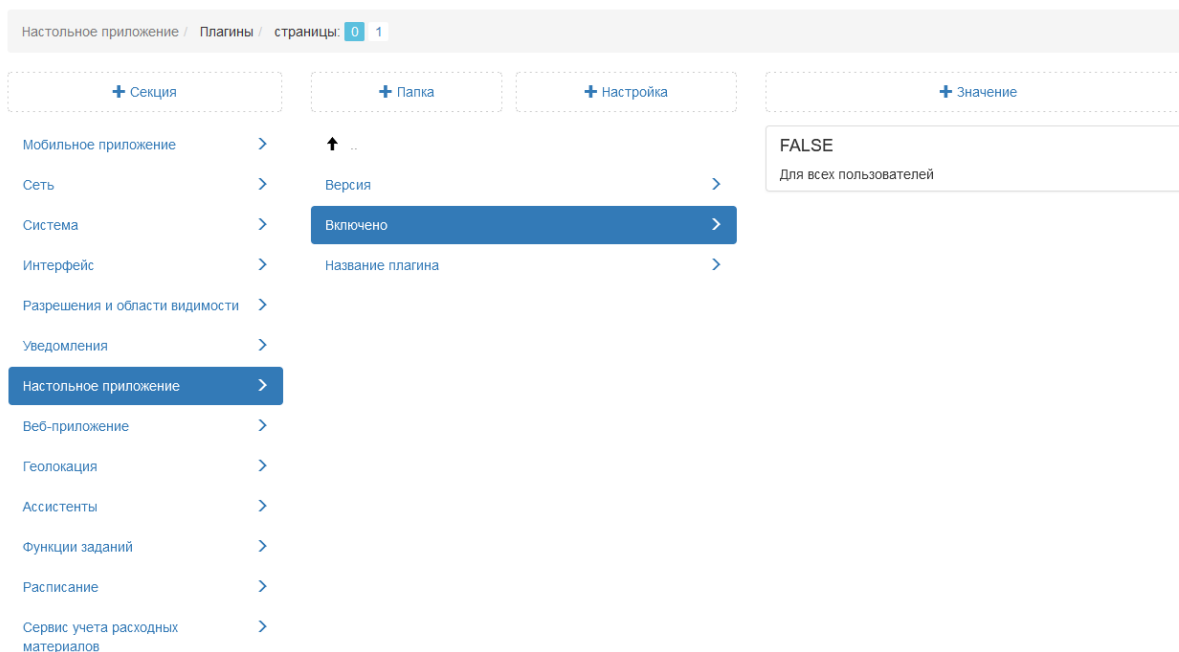 Настольное приложение / Плагины / страницы: 0 1
+ Секция
+ Папка
+ Настройка
+ Значение
Мобильное приложение
Сеть
Система
Интерфейс
Разрешения и области видимости
Уведомления
Настольное приложение
Веб-приложение
Геолокация
Ассистенты
Функции заданий
Расписание
Сервис учета расходных
материалов
..
Версия
Включено
Название плагина
FALSE
Для всех пользователей